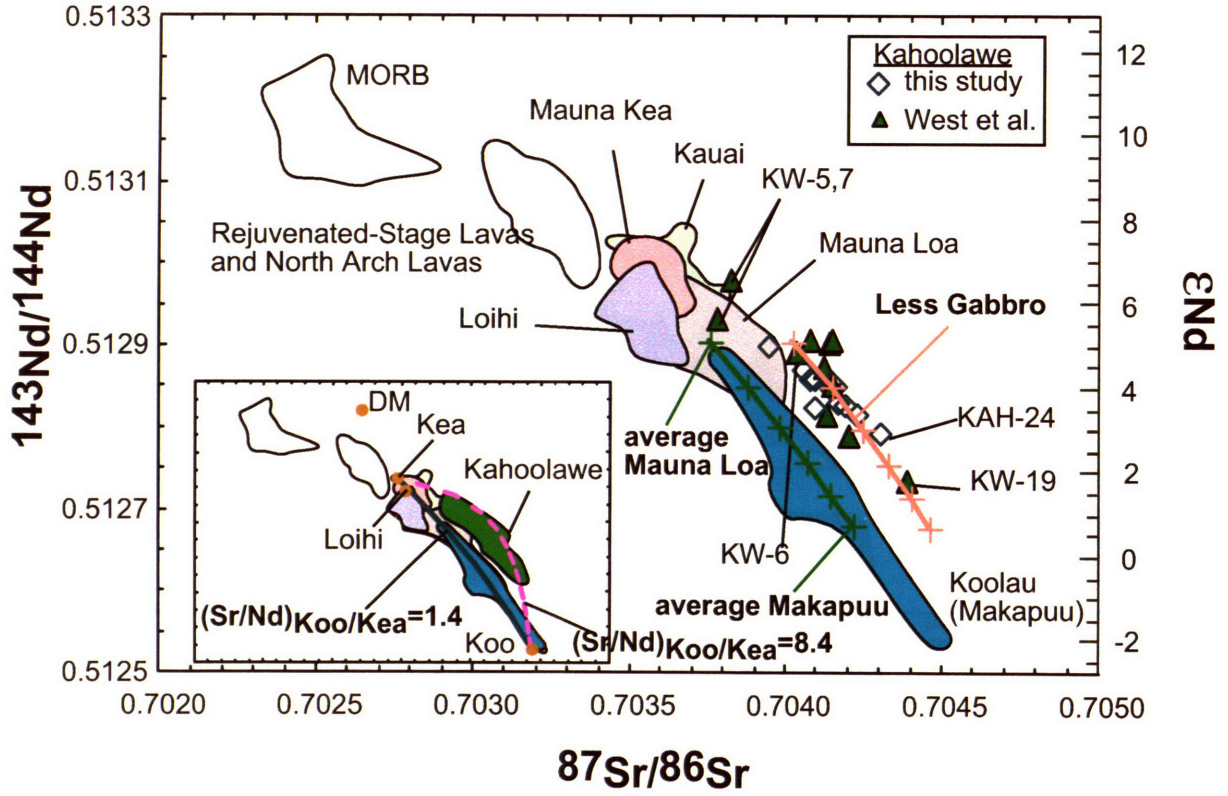 0.5133
0.5131
0.5129
0.5127
0.5125
143Nd/144Nd
MORB
Mauna Kea
Kauai
KW-5,7
Kahoolawe
this study
West et al.
Rejuvenated-Stage Lavas
and North Arch Lavas
Mauna Loa
Loihi
Less Gabbro
average
Mauna Loa
KAH-24
KW-19
KW-6
average Makapuu
Koolau
(Makapuu)
DM
Kea
Kahoolawe
Loihi
(Sr/Nd)Koo/Kea=1.4
Koo
(Sr/Nd)Koo/Kea=8.4
12
10
8
6
4
2
0
-2
εNd
0.7020
0.7025
0.7030
0.7035
0.7040
0.7045
0.7050
87Sr/86Sr